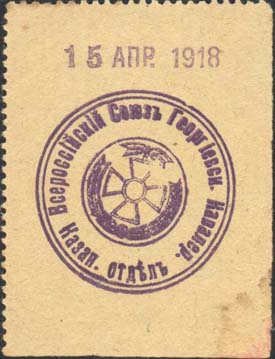 15 АПР. 1918
Всероссійскій Союзъ Георгіевск. Кавалер.
Казан. отдѣлъ